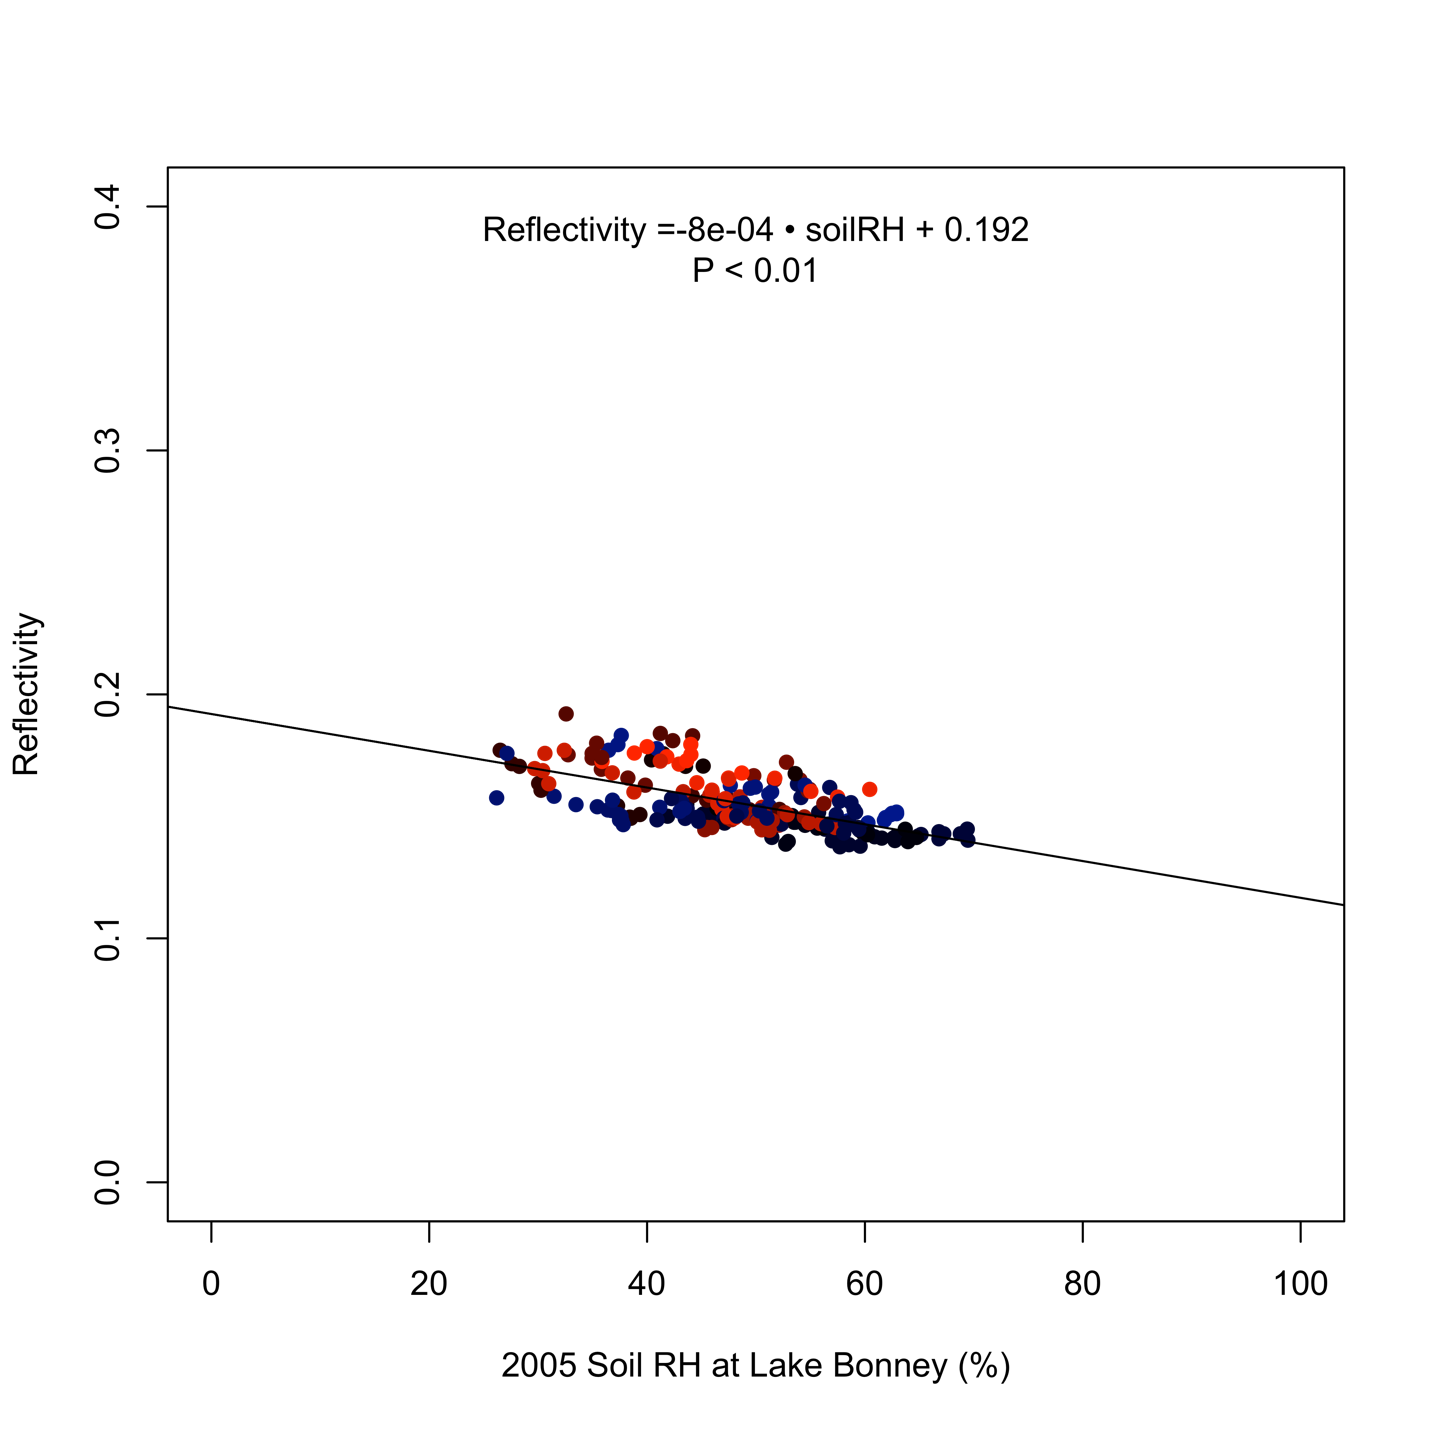 Reflectivity =-8e-04 • soilRH + 0.192
P < 0.01
0.4
0.3
0.2
0.1
0.0
Reflectivity
0 20 40 60 80 100
2005 Soil RH at Lake Bonney (%)